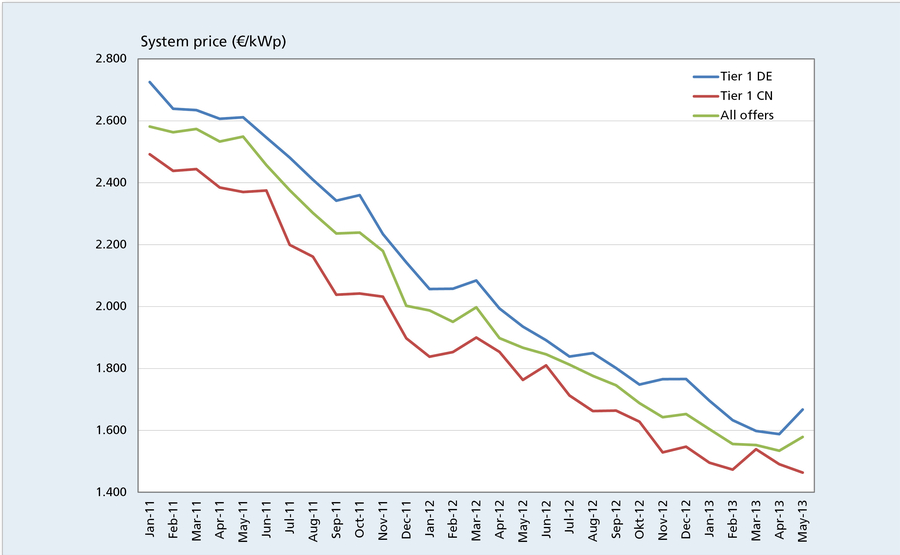 System price (€/kWp)
2.800
2.600
2.400
2.200
2.000
1.800
1.600
1.400
Tier 1 DE
Tier 1 CN
All offers
Jan-11
Feb-11
Mar-11
Apr-11
May-11
Jun-11
Jul-11
Aug-11
Sep-11
Oct-11
Nov-11
Dec-11
Jan-12
Feb-12
Mar-12
Apr-12
May-12
Jun-12
Jul-12
Aug-12
Sep-12
Okt-12
Nov-12
Dec-12
Jan-13
Feb-13
Mar-13
Apr-13
May-13